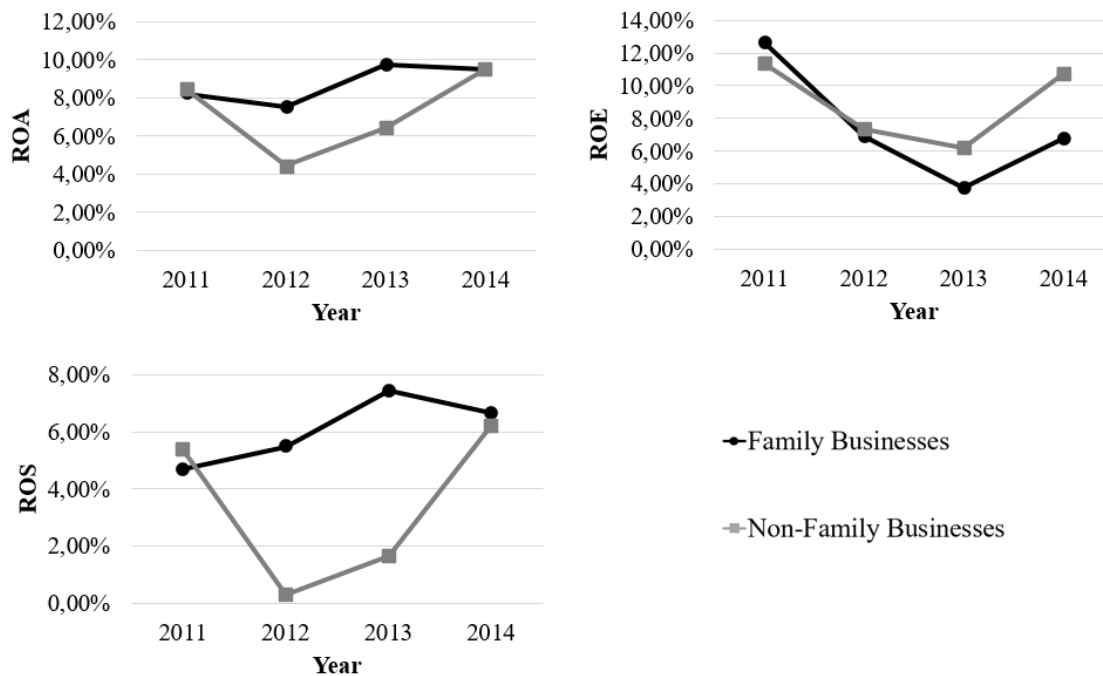 12,00%
10,00%
8,00%
6,00%
4,00%
2,00%
0,00%
ROA
2011 2012 2013 2014
Year
14,00%
12,00%
10,00%
8,00%
6,00%
4,00%
2,00%
0,00%
ROE
2011 2012 2013 2014
Year
8,00%
6,00%
4,00%
2,00%
0,00%
ROS
2011 2012 2013 2014
Year
Family Businesses
Non-Family Businesses